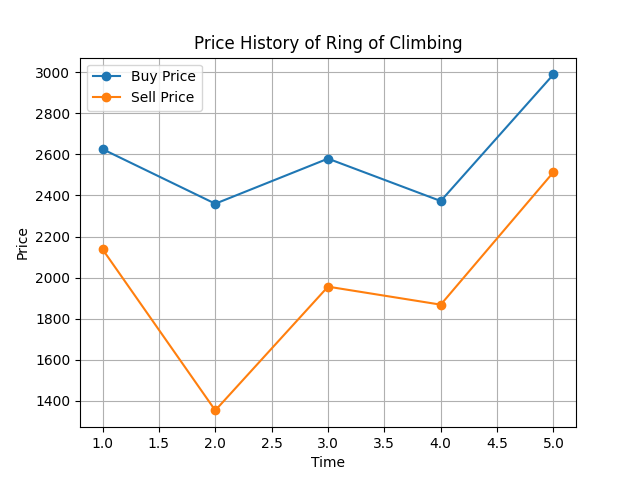 Price History of Ring of Climbing
Buy Price
Sell Price
3000
2800
2600
2400
2200
2000
1800
1600
1400
Price
1.0 1.5 2.0 2.5 3.0 3.5 4.0 4.5 5.0
Time